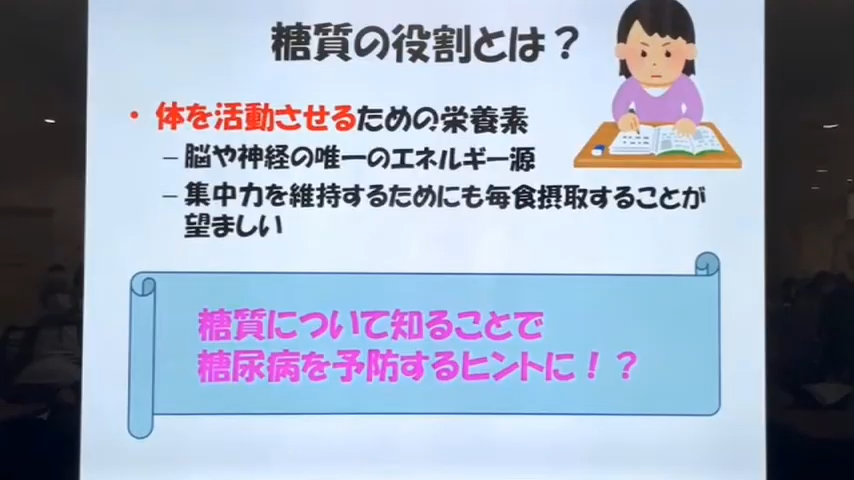 糖質の役割とは？
・体を活動させるための栄養素
–脳や神経の唯一のエネルギー源
–集中力を維持するためにも毎食摂取することが
望ましい
糖質について知ることで
糖尿病を予防するヒントに！？